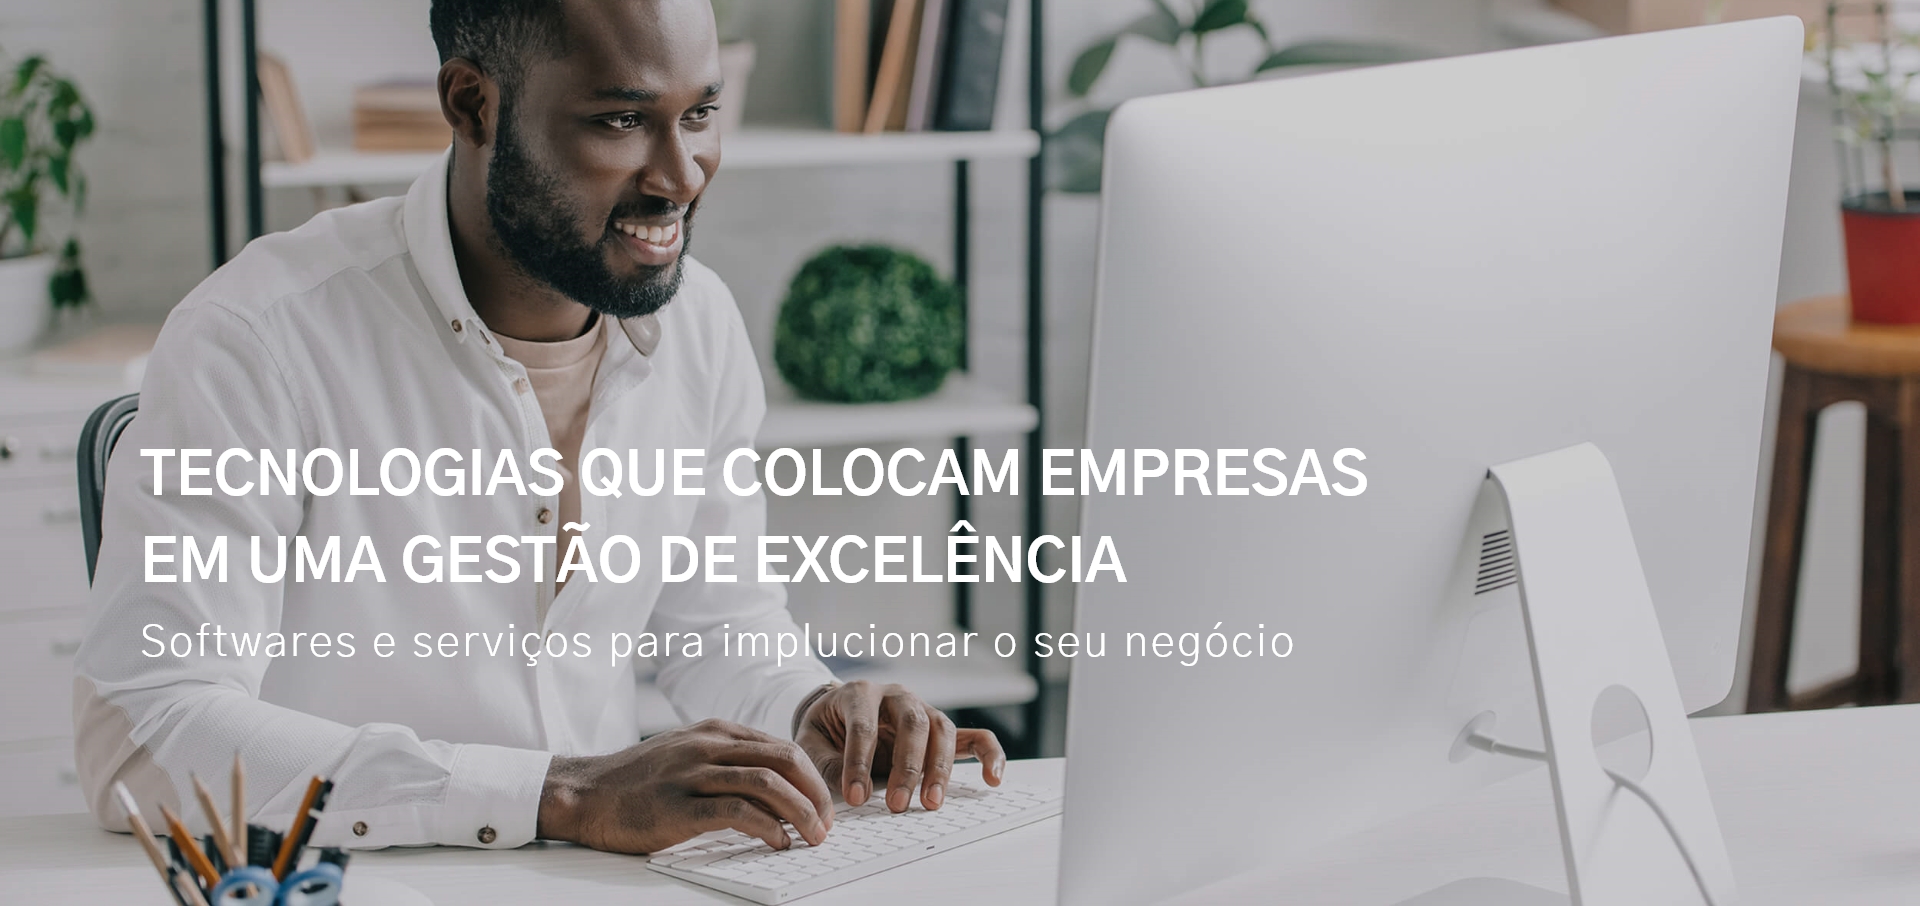 TECNOLOGIAS QUE COLOCAM EMPRESAS
EM UMA GESTÃO DE EXCELÊNCIA
Softwares e serviços para implucionar o seu negócio